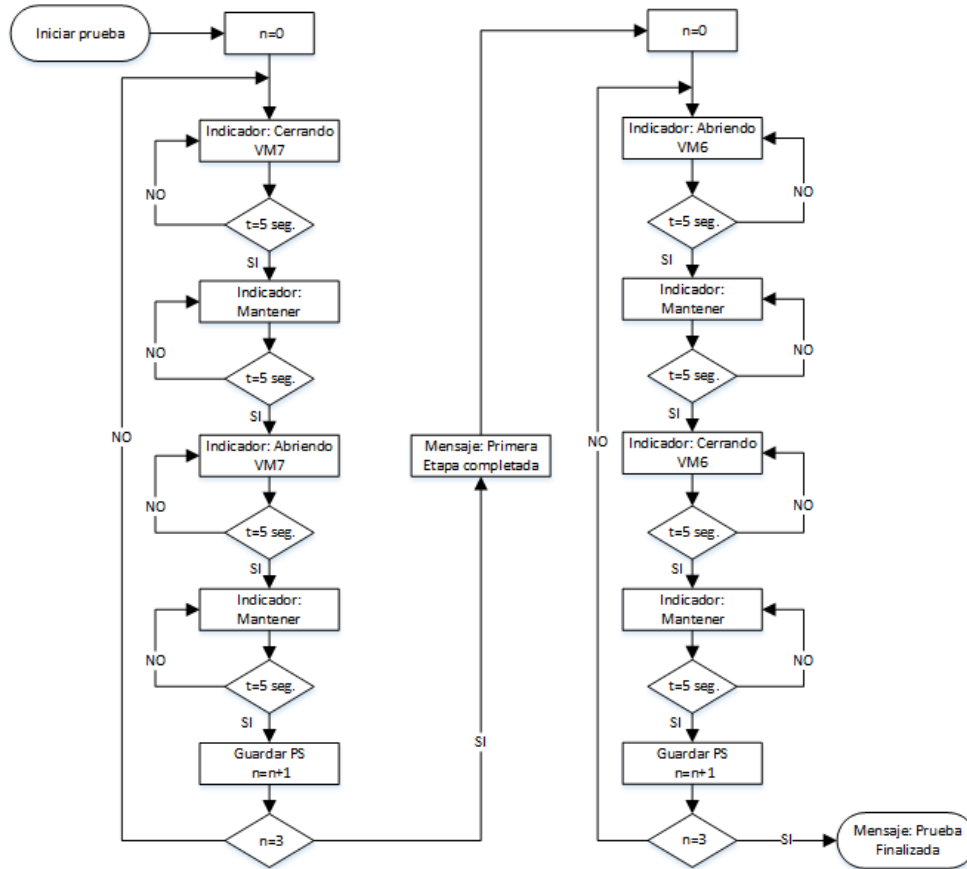 Iniciar prueba
n=0
Indicador: Cerrando
VM7
NO
t=5 seg.
SI
Indicador:
Mantener
NO
t=5 seg.
SI
Indicador: Abriendo
VM7
NO
NO
t=5 seg.
SI
Indicador:
Mantener
NO
t=5 seg.
SI
Guardar PS
n=n+1
n=3
SI
Mensaje: Primera
Etapa completada
n=0
Indicador: Abriendo
VM6
NO
t=5 seg.
SI
Indicador:
Mantener
NO
t=5 seg.
SI
Indicador: Cerrando
VM6
NO
NO
t=5 seg.
SI
Indicador:
Mantener
NO
t=5 seg.
SI
Guardar PS
n=n+1
n=3
SI
Mensaje: Prueba
Finalizada